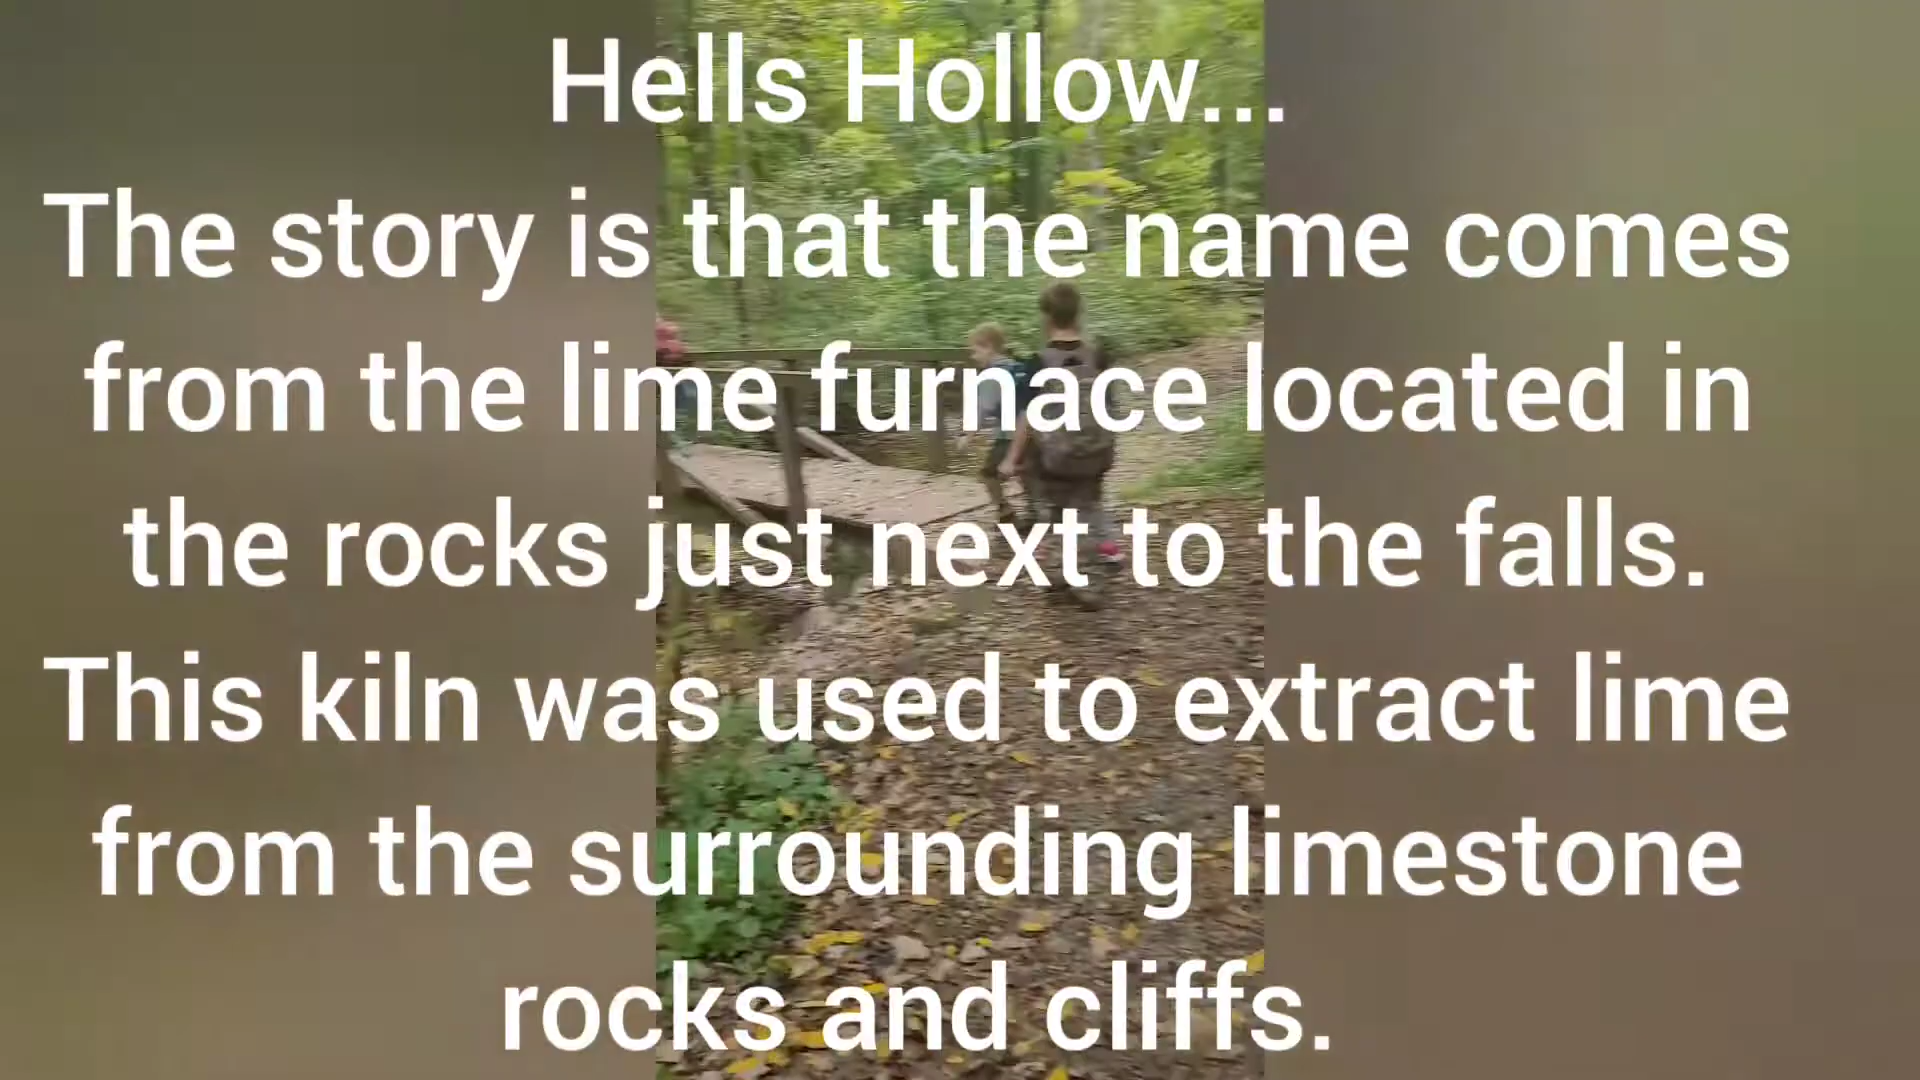 Hells Hollow...
The story is that the name comes
from the lime furnace located in
the rocks just next to the falls.
This kiln was used to extract lime
from the surrounding limestone
rocks and cliffs.